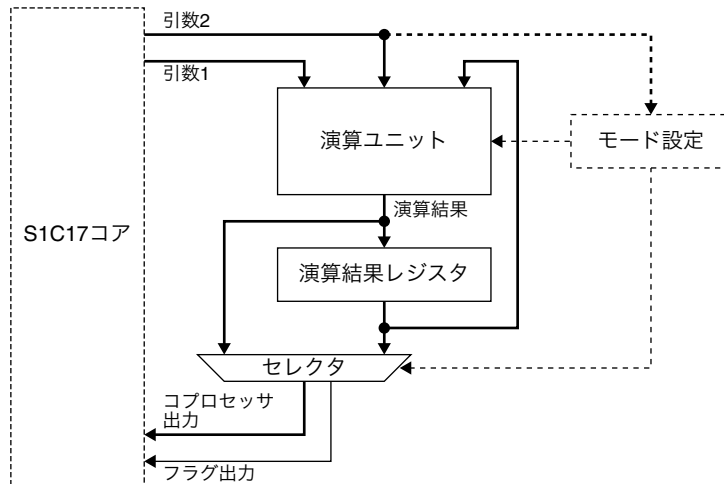 引数2
引数1
演算ユニット
モード設定
演算結果
S1C17コア
演算結果レジスタ
セレクタ
コプロセッサ
出力
フラグ出力